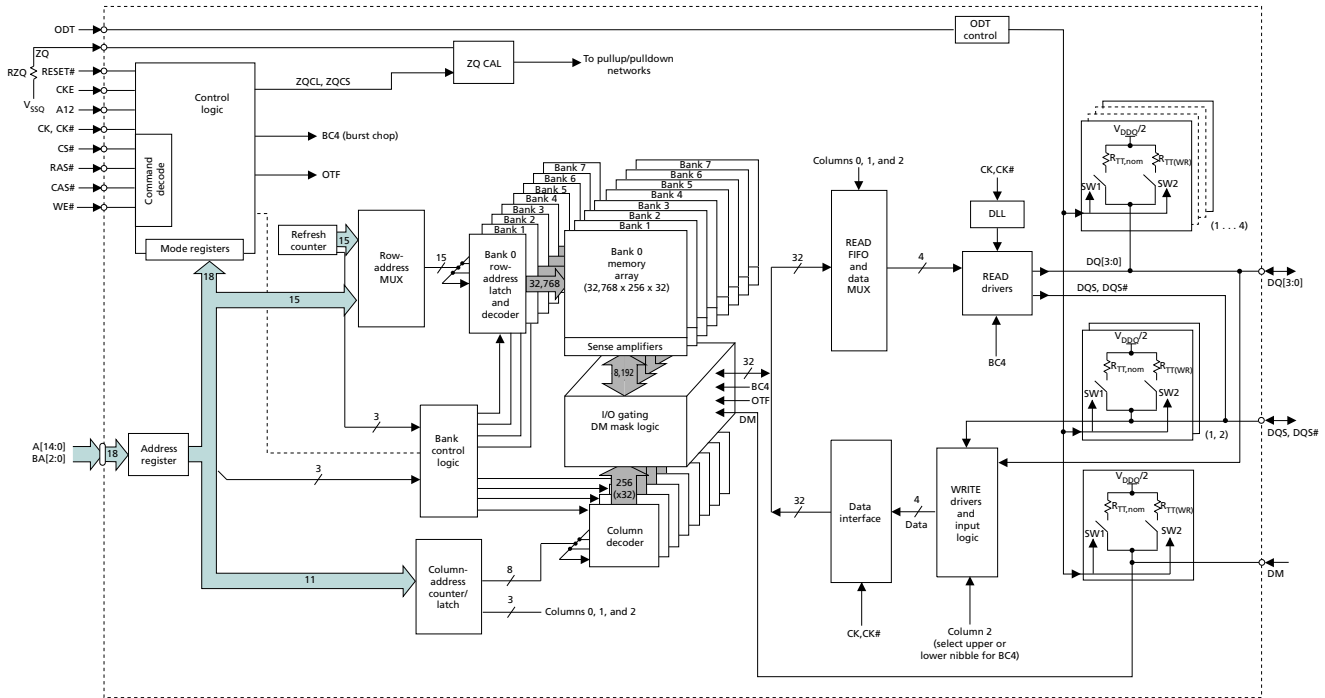 ODT
ODT
control
ZQ
RZQ
VSSQ
RESET#
CKE
A12
CK, CK#
CS#
RAS#
CAS#
WE#
Control
logic
Command
decode
Mode registers
ZQCL, ZQCS
ZQ CAL
To pullup/pulldown
networks
BC4 (burst chop)
OTF
Refresh
counter
15
Row-
address
MUX
15
18
15
Bank 7
Bank 6
Bank 5
Bank 4
Bank 3
Bank 2
Bank 1
Bank 0
row-
address
latch
and
decoder
32,768
Bank 7
Bank 6
Bank 5
Bank 4
Bank 3
Bank 2
Bank 1
Bank 0
memory
array
(32,768 x 256 x 32)
Sense amplifiers
8,192
I/O gating
DM mask logic
32
BC4
OTF
DM
256
(x32)
Column
decoder
3
Bank
control
logic
3
A[14:0]
BA[2:0]
18
Address
register
11
Column-
address
counter/
latch
8
3
Columns 0, 1, and 2
Columns 0, 1, and 2
32
READ
FIFO
and
data
MUX
4
CK,CK#
DLL
READ
drivers
BC4
DQ[3:0]
DQS, DQS#
32
Data
interface
CK,CK#
4
Data
WRITE
drivers
and
input
logic
Column 2
(select upper or
lower nibble for BC4)
VDDQ/2
RTT,nom
RTT(WR)
SW1
SW2
(1 . . . 4)
DQ[3:0]
VDDQ/2
RTT,nom
RTT(WR)
SW1
SW2
(1, 2)
DQS, DQS#
VDDQ/2
RTT,nom
RTT(WR)
SW1
SW2
DM